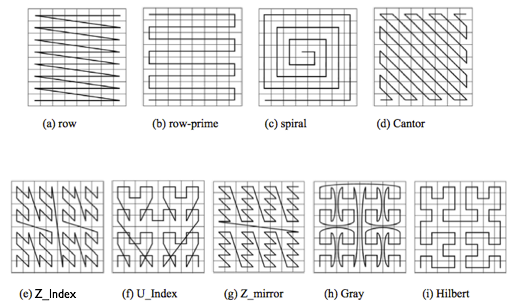 (a) row (b) row-prime (c) spiral (d) Cantor
(e) Z_Index (f) U_Index (g) Z_mirror (h) Gray (i) Hilbert